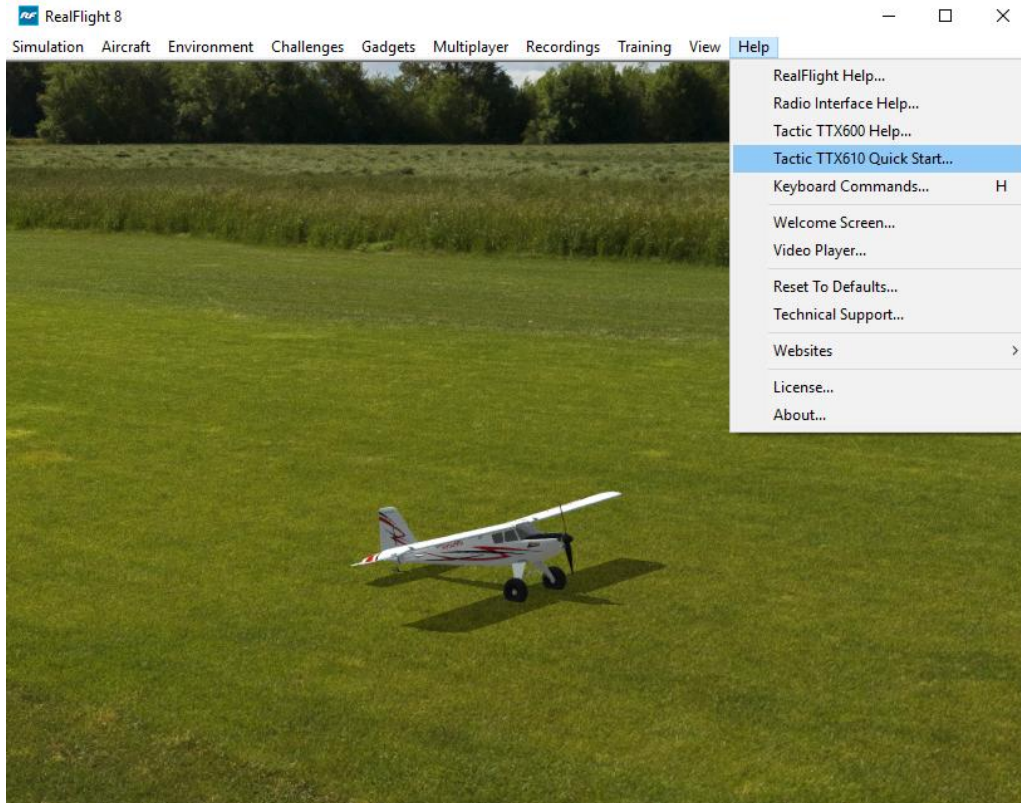 RealFlight 8
Simulation Aircraft Environment Challenges Gadgets Multiplayer Recordings Training View Help
RealFlight Help...
Radio Interface Help...
Tactic TTX600 Help...
Tactic TTX610 Quick Start...
Keyboard Commands... H
Welcome Screen...
Video Player...
Reset To Defaults...
Technical Support...
Websites
License...
About...